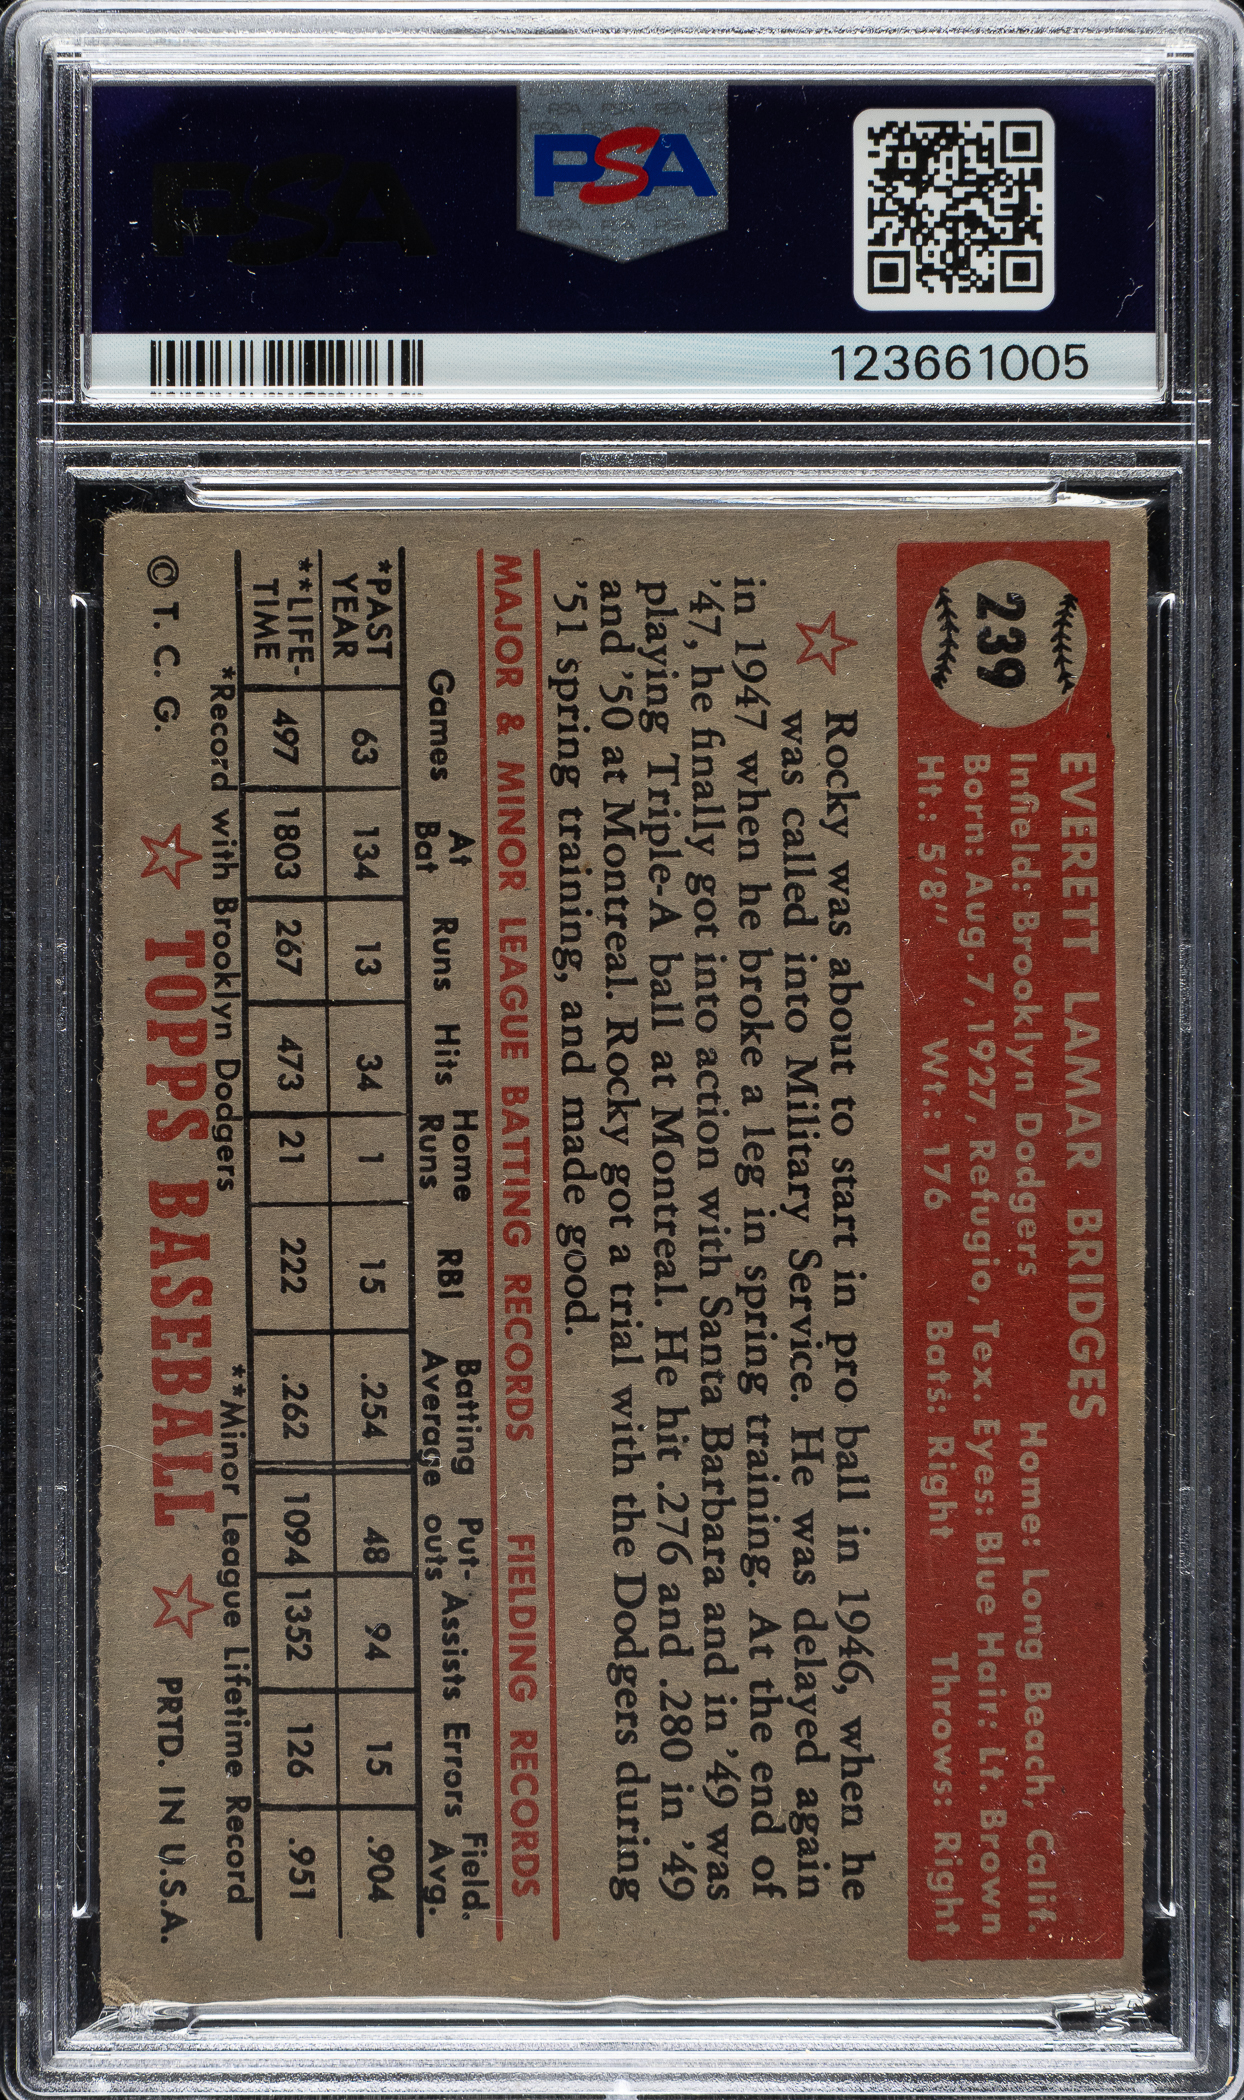 PSA
PSA
123661005
239
EVERETT LAMAR BRIDGES
Infield: Brooklyn Dodgers Home: Long Beach, Calif.
Born: Aug. 7, 1927, Refugio, Tex. Eyes: Blue Hair: Lt. Brown
Ht.: 5'8" Wt.: 176 Bats: Right Throws: Right
Rocky was about to start in pro ball in 1946, when he
was called into Military Service. He was delayed again
in 1947 when he broke a leg in spring training. At the end of
'47, he finally got into action with Santa Barbara and in '49 was
playing Triple-A ball at Montreal. He hit .276 and .280 in '49
and '50 at Montreal. Rocky got a trial with the Dodgers during
'51 spring training, and made good.
MAJOR & MINOR LEAGUE BATTING RECORDS FIELDING RECORDS
Games At Bat Runs Hits Home Runs RBI Batting Average Put-outs Assists Errors Field. Avg.
*PAST YEAR 63 134 13 34 1 15 .254 48 94 15 .904
**LIFE-TIME 497 1803 267 473 21 222 .262 1094 1352 126 .951
*Record with Brooklyn Dodgers **Minor League Lifetime Record
© T. C. G. TOPPS BASEBALL PRTD. IN U.S.A.